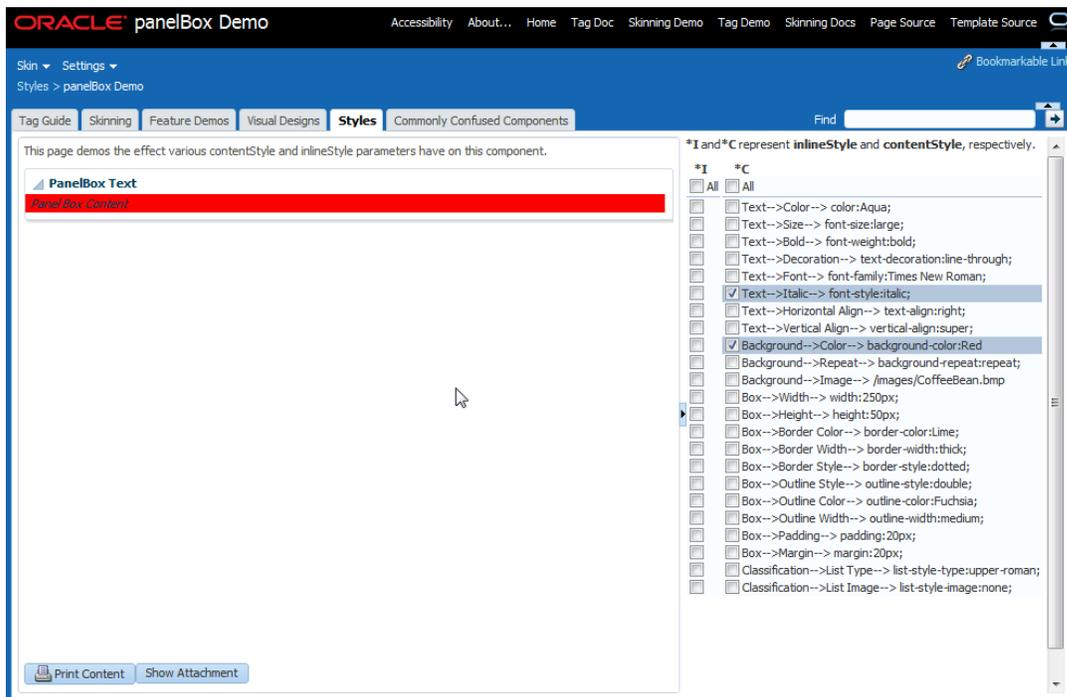 ORACLE panelBox Demo
Accessibility About... Home Tag Doc Skinning Demo Tag Demo Skinning Docs Page Source Template Source
Skin Settings
Bookmarkable Link
Styles > panelBox Demo
Tag Guide Skinning Feature Demos Visual Designs Styles Commonly Confused Components
Find
This page demos the effect various contentStyle and inlineStyle parameters have on this component.
PanelBox Text
Panel Box Content
*I and *C represent inlineStyle and contentStyle, respectively.
*I *C
All All
Text-->Color--> color:Aqua;
Text-->Size--> font-size:large;
Text-->Bold--> font-weight:bold;
Text-->Decoration--> text-decoration:line-through;
Text-->Font--> font-family:Times New Roman;
Text-->Italic--> font-style:italic;
Text-->Horizontal Align--> text-align:right;
Text-->Vertical Align--> vertical-align:super;
Background-->Color--> background-color:Red
Background-->Repeat--> background-repeat:repeat;
Background-->Image--> /images/CoffeeBean.bmp
Box-->Width--> width:250px;
Box-->Height--> height:50px;
Box-->Border Color--> border-color:Lime;
Box-->Border Width--> border-width:thick;
Box-->Border Style--> border-style:dotted;
Box-->Outline Style--> outline-style:double;
Box-->Outline Color--> outline-color:Fuchsia;
Box-->Outline Width--> outline-width:medium;
Box-->Padding--> padding:20px;
Box-->Margin--> margin:20px;
Classification-->List Type--> list-style-type:upper-roman;
Classification-->List Image--> list-style-image:none;
Print Content Show Attachment